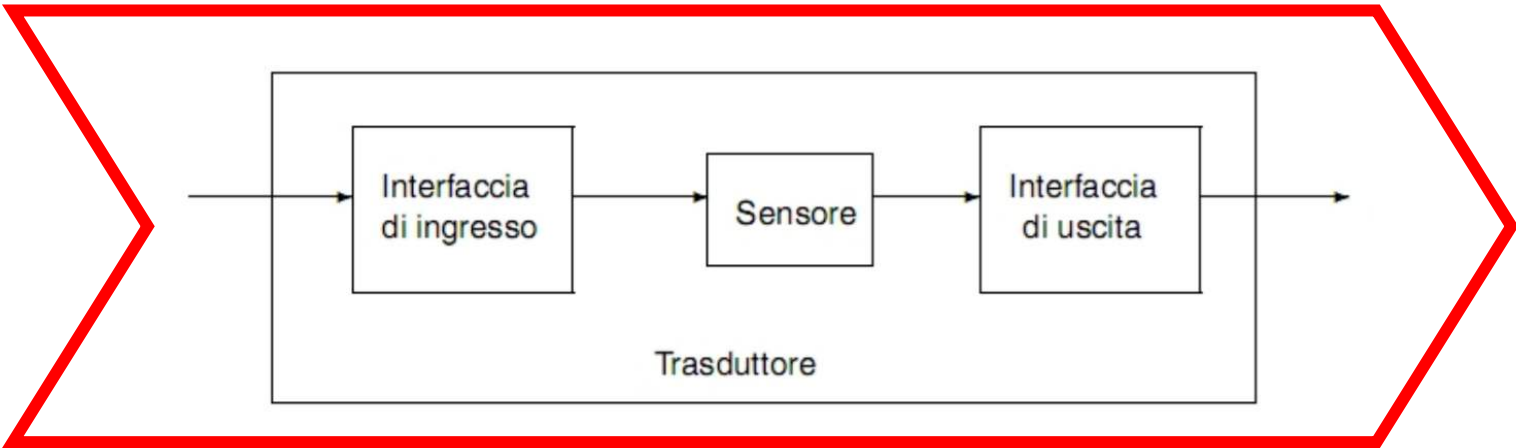 Interfaccia
di ingresso
Sensore
Interfaccia
di uscita
Trasduttore